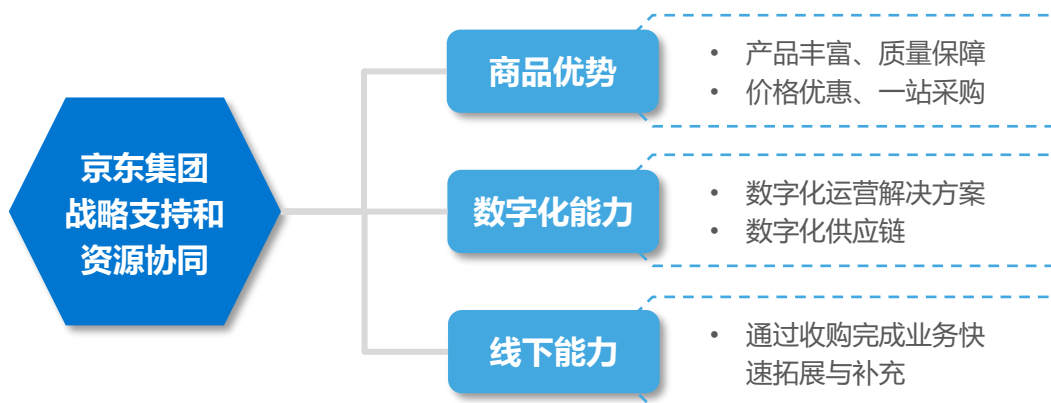 京东集团
战略支持和
资源协同
商品优势
• 产品丰富、质量保障
• 价格优惠、一站采购
数字化能力
• 数字化运营解决方案
• 数字化供应链
线下能力
• 通过收购完成业务快
速拓展与补充